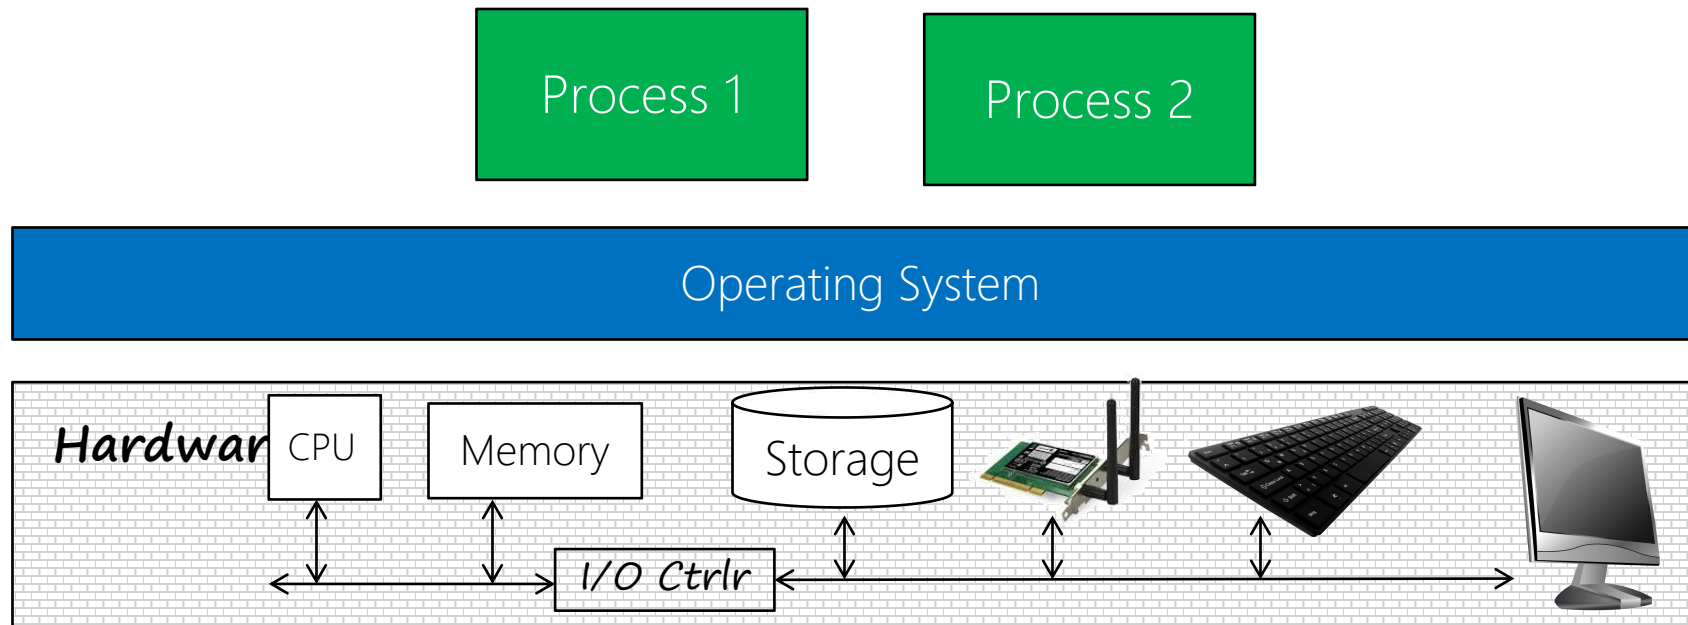 Process 1
Process 2
Operating System
Hardwar
CPU
Memory
Storage
I/O Ctrlr